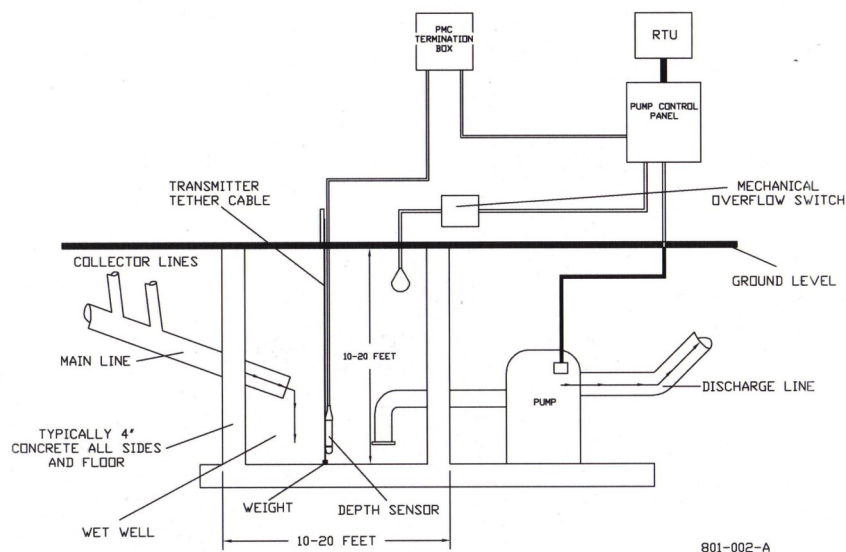 PMC
TERMINATION
BOX
RTU
PUMP CONTROL
PANEL
TRANSMITTER
TETHER CABLE
MECHANICAL
OVERFLOW SWITCH
COLLECTOR LINES
GROUND LEVEL
MAIN LINE
10-20 FEET
DISCHARGE LINE
PUMP
TYPICALLY 4"
CONCRETE ALL SIDES
AND FLOOR
WEIGHT
DEPTH SENSOR
WET WELL
10-20 FEET
801-002-A